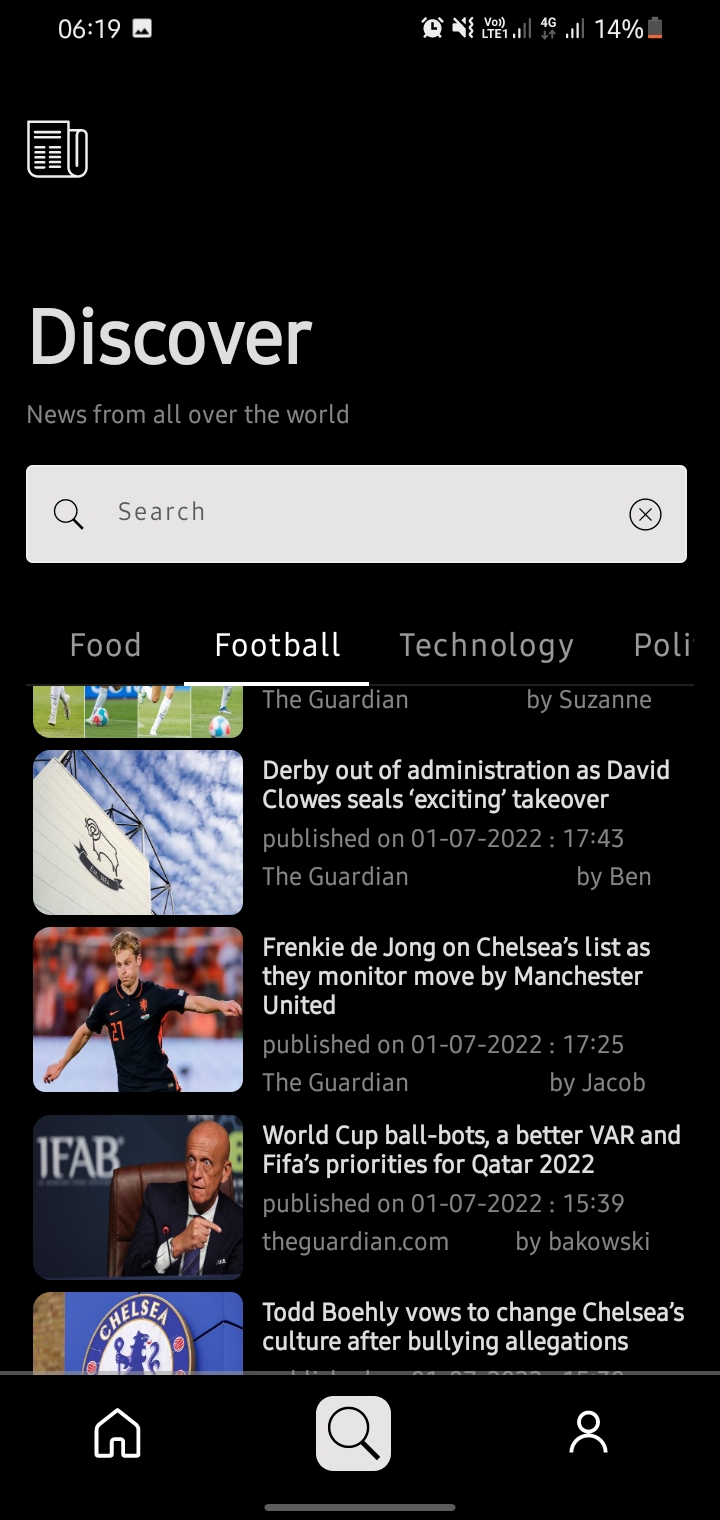 06:19
Vo))
LTE1
4G
14%
Discover
News from all over the world
Search
Food Football Technology Poli
The Guardian by Suzanne
Derby out of administration as David
Clowes seals ‘exciting’ takeover
published on 01-07-2022 : 17:43
The Guardian by Ben
21
Frenkie de Jong on Chelsea’s list as
they monitor move by Manchester
United
published on 01-07-2022 : 17:25
The Guardian by Jacob
IFAB
World Cup ball-bots, a better VAR and
Fifa’s priorities for Qatar 2022
published on 01-07-2022 : 15:39
theguardian.com by bakowski
CHELSEA
Todd Boehly vows to change Chelsea’s
culture after bullying allegations